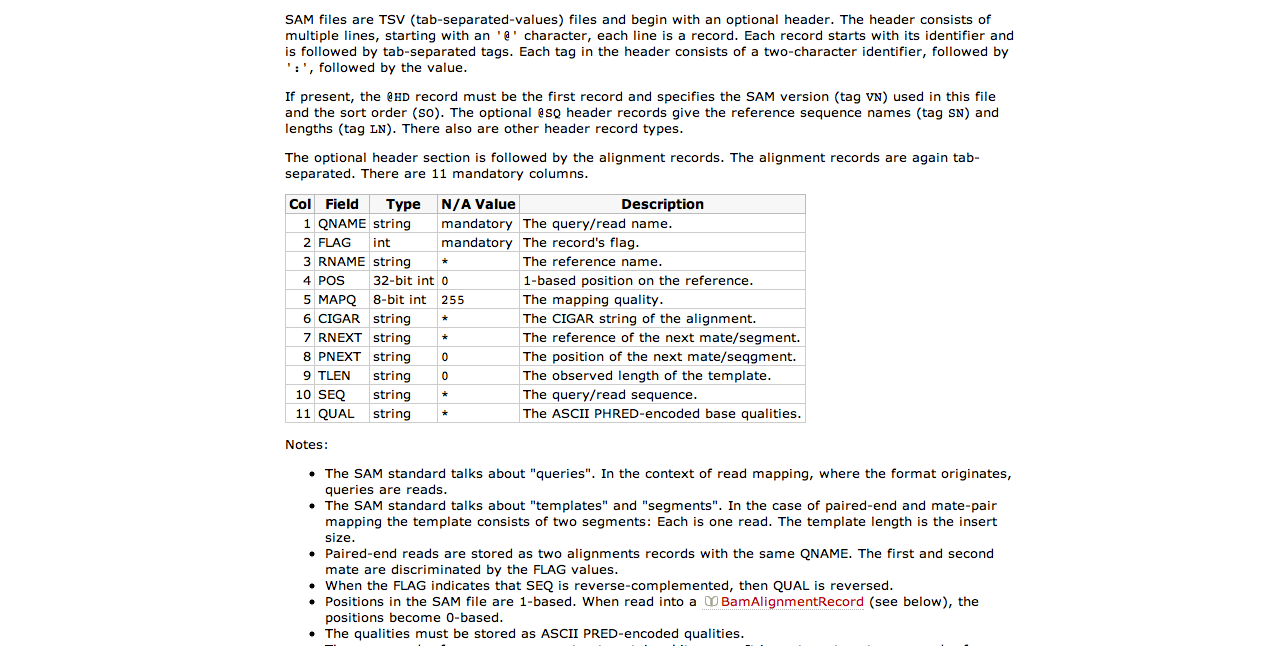 SAM files are TSV (tab-separated-values) files and begin with an optional header. The header consists of
multiple lines, starting with an '@' character, each line is a record. Each record starts with its identifier and
is followed by tab-separated tags. Each tag in the header consists of a two-character identifier, followed by
':', followed by the value.
If present, the @HD record must be the first record and specifies the SAM version (tag VN) used in this file
and the sort order (SO). The optional @SQ header records give the reference sequence names (tag SN) and
lengths (tag LN). There also are other header record types.
The optional header section is followed by the alignment records. The alignment records are again tab-
separated. There are 11 mandatory columns.
Col Field Type N/A Value Description
1 QNAME string mandatory The query/read name.
2 FLAG int mandatory The record's flag.
3 RNAME string * The reference name.
4 POS 32-bit int 0 1-based position on the reference.
5 MAPQ 8-bit int 255 The mapping quality.
6 CIGAR string * The CIGAR string of the alignment.
7 RNEXT string * The reference of the next mate/segment.
8 PNEXT string 0 The position of the next mate/seqgment.
9 TLEN string 0 The observed length of the template.
10 SEQ string * The query/read sequence.
11 QUAL string * The ASCII PHRED-encoded base qualities.
Notes:
• The SAM standard talks about "queries". In the context of read mapping, where the format originates,
queries are reads.
• The SAM standard talks about "templates" and "segments". In the case of paired-end and mate-pair
mapping the template consists of two segments: Each is one read. The template length is the insert
size.
• Paired-end reads are stored as two alignments records with the same QNAME. The first and second
mate are discriminated by the FLAG values.
• When the FLAG indicates that SEQ is reverse-complemented, then QUAL is reversed.
• Positions in the SAM file are 1-based. When read into a BamAlignmentRecord (see below), the
positions become 0-based.
• The qualities must be stored as ASCII PRED-encoded qualities.